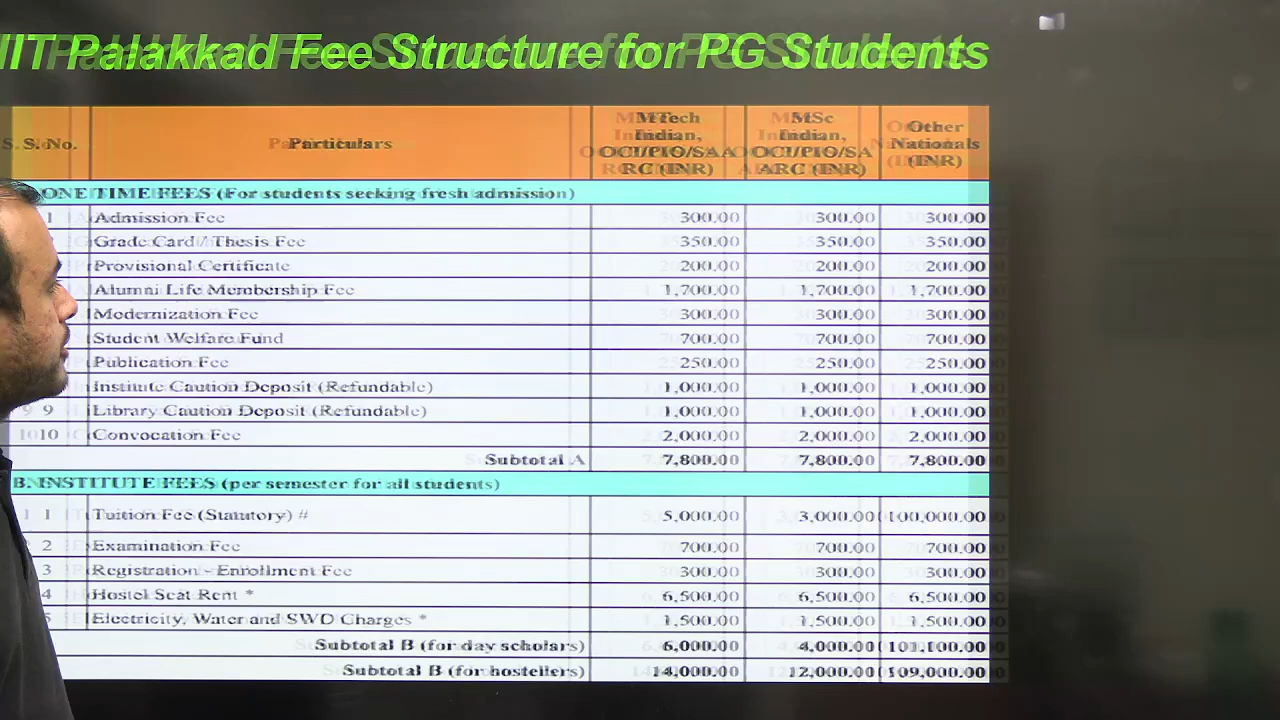 IIT Palakkad Fee Structure for PG Students
S. No. Particulars MTech Indian, OCI/PIO/SA RC (INR) MSc Indian, OCI/PIO/SA ARC (INR) Other Nationals (INR)
ONE TIME FEES (For students seeking fresh admission)
1 Admission Fee 300.00 300.00 300.00
Grade Card / Thesis Fee 350.00 350.00 350.00
Provisional Certificate 200.00 200.00 200.00
Alumni Life Membership Fee 1,700.00 1,700.00 1,700.00
Modernization Fee 300.00 300.00 300.00
Student Welfare Fund 700.00 700.00 700.00
Publication Fee 250.00 250.00 250.00
Institute Caution Deposit (Refundable) 1,000.00 1,000.00 1,000.00
9 Library Caution Deposit (Refundable) 1,000.00 1,000.00 1,000.00
10 Convocation Fee 2,000.00 2,000.00 2,000.00
Subtotal A 7,800.00 7,800.00 7,800.00
B. INSTITUTE FEES (per semester for all students)
1 Tuition Fee (Statutory) # 5,000.00 3,000.00 100,000.00
2 Examination Fee 700.00 700.00 700.00
3 Registration - Enrollment Fee 300.00 300.00 300.00
4 Hostel Seat Rent * 6,500.00 6,500.00 6,500.00
Electricity, Water and SWD Charges * 1,500.00 1,500.00 1,500.00
Subtotal B (for day scholars) 6,000.00 4,000.00 101,100.00
Subtotal B (for hostellers) 14,000.00 12,000.00 109,000.00